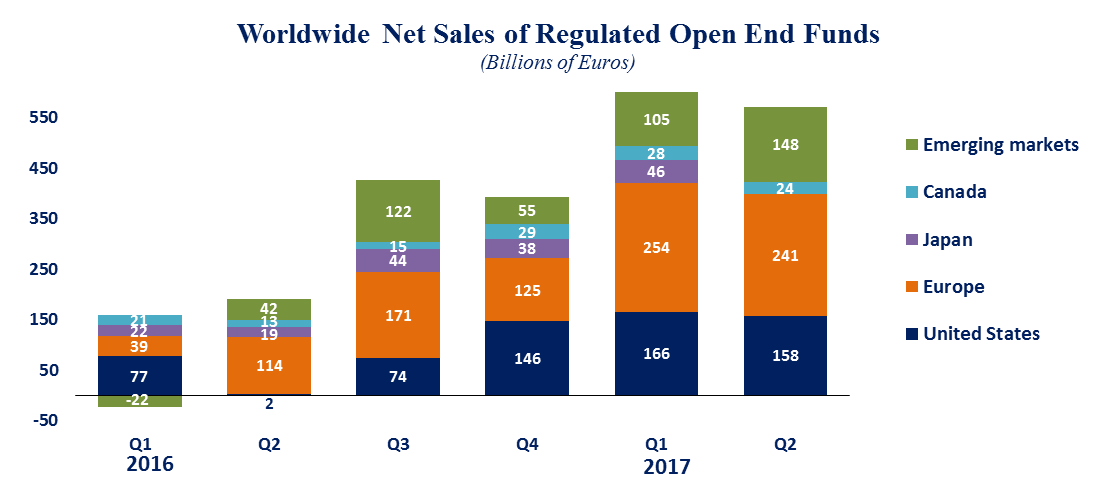 Worldwide Net Sales of Regulated Open End Funds
(Billions of Euros)
550
450
350
250
150
50
-50
21
22
39
77
-22
42
13
19
114
2
122
15
44
171
74
55
29
38
125
146
105
28
46
254
166
148
24
241
158
Q1
Q2
Q3
Q4
Q1
Q2
2016
2017
Emerging markets
Canada
Japan
Europe
United States